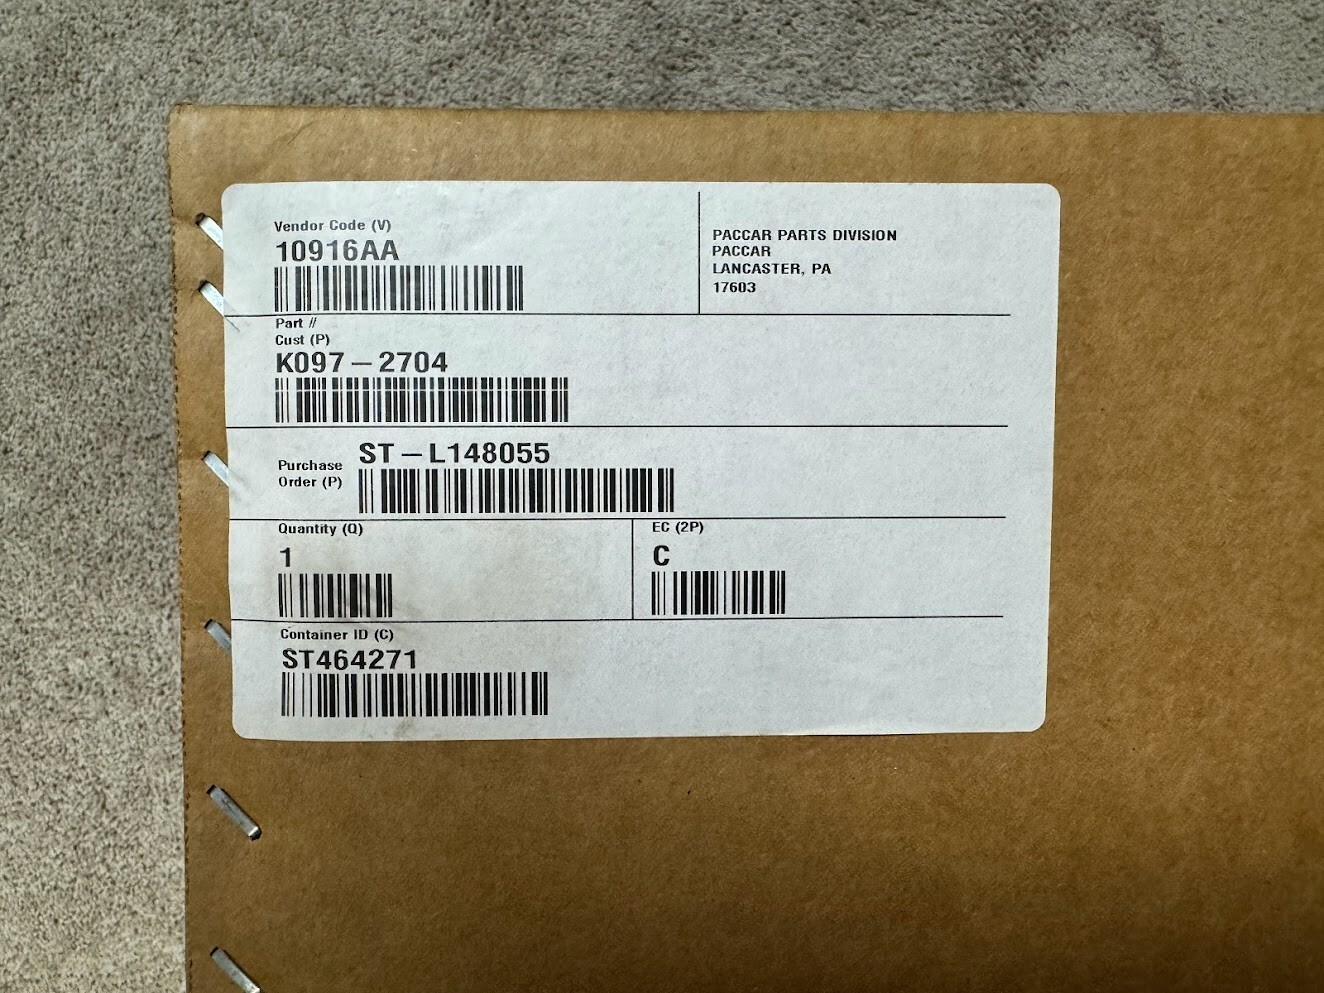 Vendor Code (V)
10916AA
PACCAR PARTS DIVISION
PACCAR
LANCASTER, PA
17603
Part #
Cust (P)
K097-2704
Purchase
Order (P)
ST-L148055
Quantity (Q)
1
EC (2P)
C
Container ID (C)
ST464271